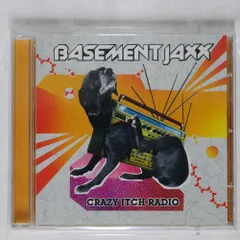 BASEMENT JAXX
CRAZY ITCH RADIO